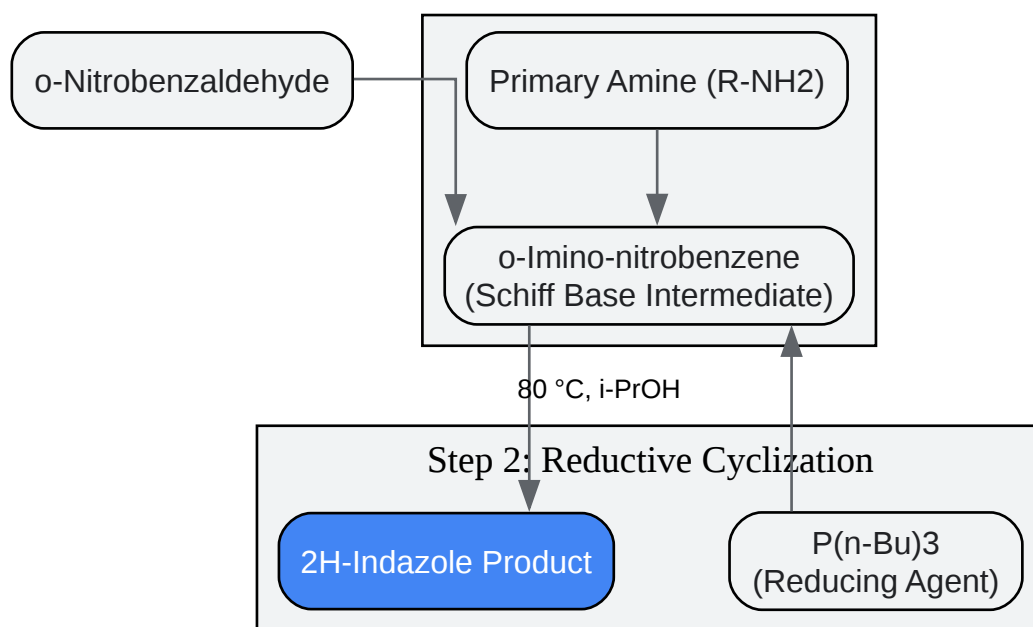 o-Nitrobenzaldehyde
Primary Amine (R-NH2)
o-Imino-nitrobenzene
(Schiff Base Intermediate)
80 °C, i-PrOH
Step 2: Reductive Cyclization
2H-Indazole Product
P(n-Bu)3
(Reducing Agent)